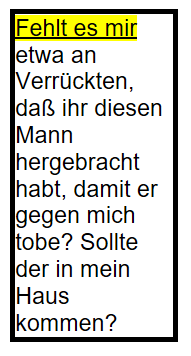 Fehlt es mir
etwa an
Verrückten,
daß ihr diesen
Mann
hergebracht
habt, damit er
gegen mich
tobe? Sollte
der in mein
Haus
kommen?